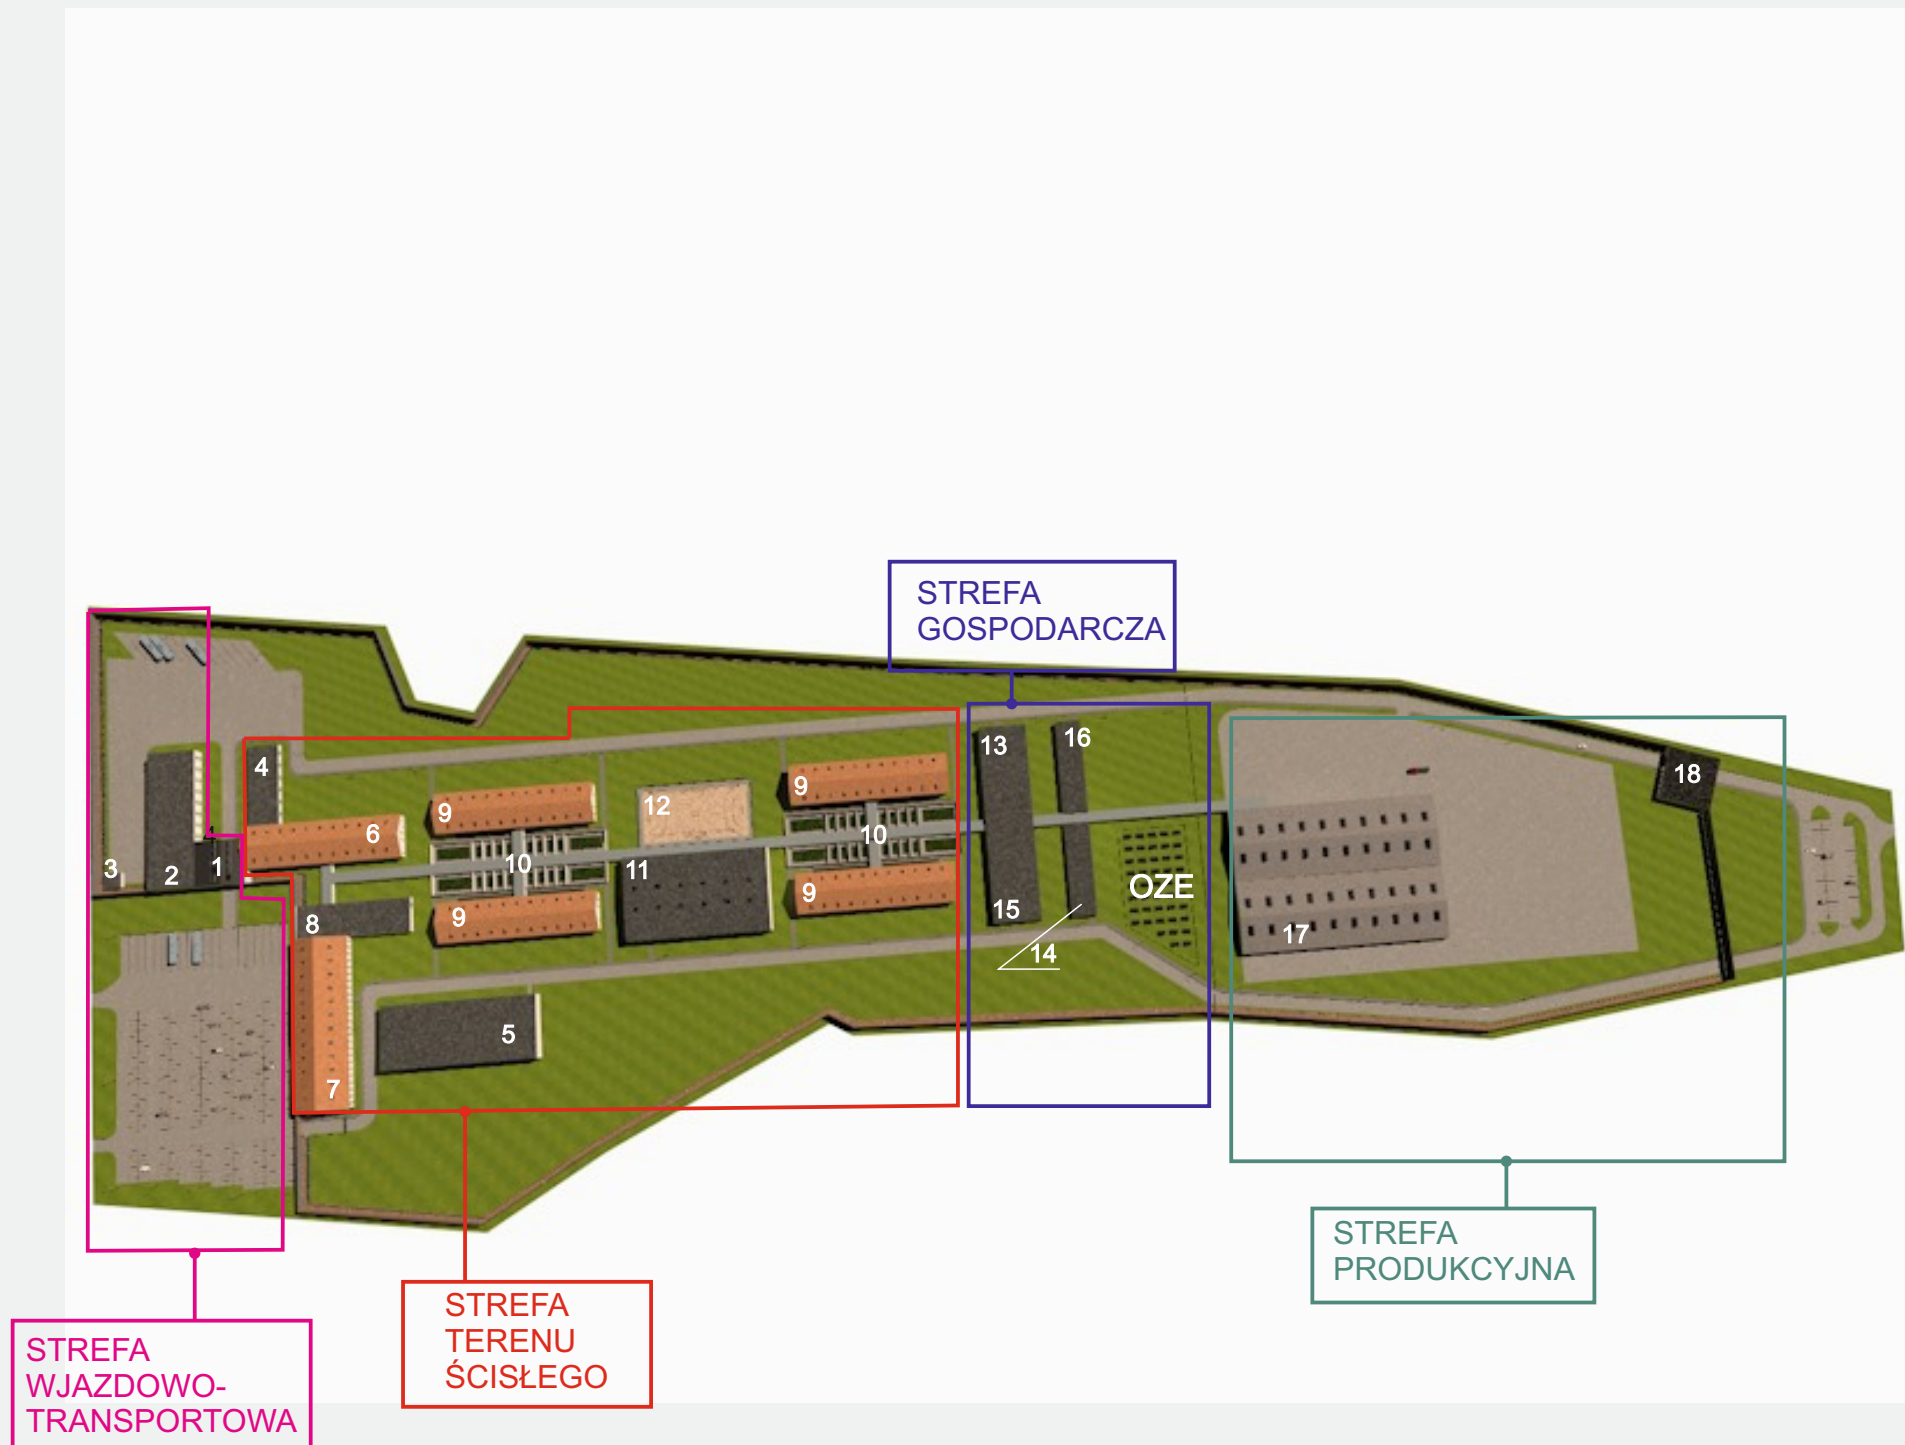 STREFA
GOSPODARCZA
13
16
4
12
9
9
18
6
10
10
3
2
1
11
9
9
OZE
8
15
17
14
5
7
STREFA
PRODUKCYJNA
STREFA
TERENU
ŚCISŁEGO
STREFA
WJAZDOWO-
TRANSPORTOWA